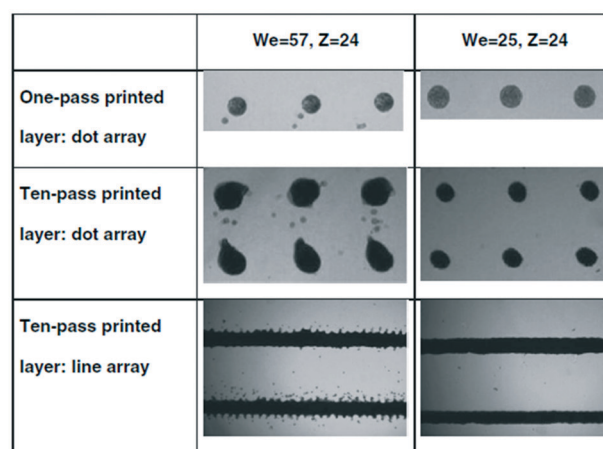 We=57, Z=24
We=25, Z=24
One-pass printed
layer: dot array
Ten-pass printed
layer: dot array
Ten-pass printed
layer: line array